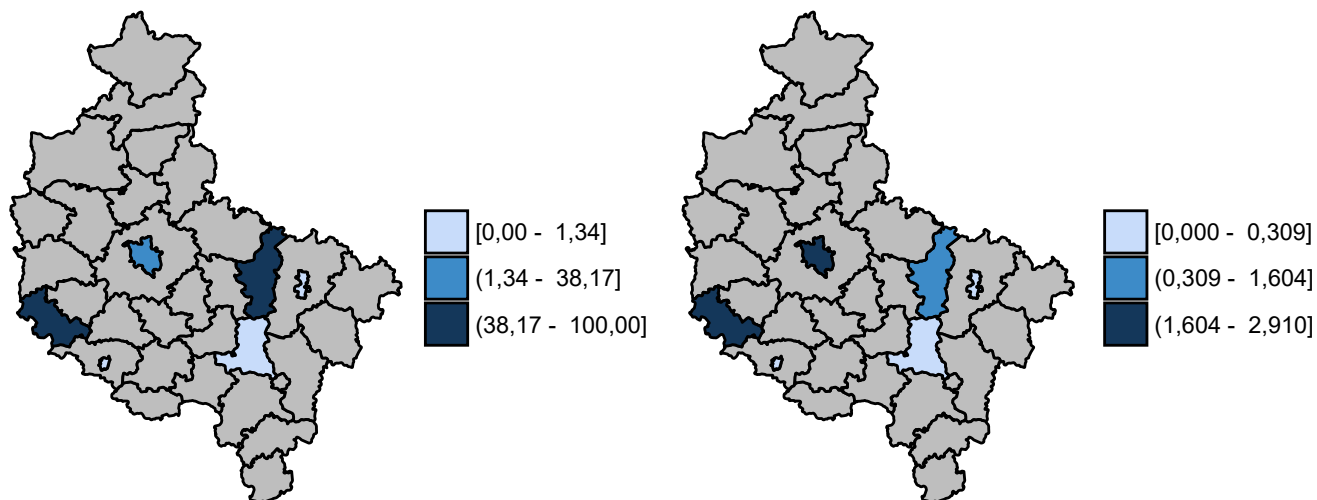 [0,00 - 1,34]
(1,34 - 38,17]
(38,17 - 100,00]
[0,000 - 0,309]
(0,309 - 1,604]
(1,604 - 2,910]